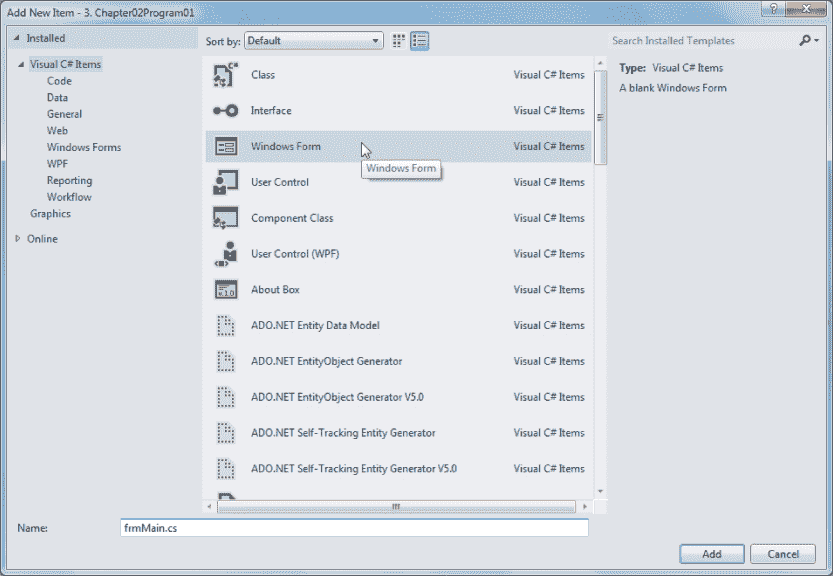 Add New Item - 3. Chapter02Program01
Installed
Sort by: Default
Search Installed Templates
Visual C# Items
Code
Data
General
Web
Windows Forms
WPF
Reporting
Workflow
Graphics
Online
Class Visual C# Items
Interface Visual C# Items
Windows Form Visual C# Items
Windows Form
User Control Visual C# Items
Component Class Visual C# Items
User Control (WPF) Visual C# Items
About Box Visual C# Items
ADO.NET Entity Data Model Visual C# Items
ADO.NET EntityObject Generator Visual C# Items
ADO.NET EntityObject Generator V5.0 Visual C# Items
ADO.NET Self-Tracking Entity Generator Visual C# Items
ADO.NET Self-Tracking Entity Generator V5.0 Visual C# Items
Type: Visual C# Items
A blank Windows Form
Name: frmMain.cs
Add Cancel